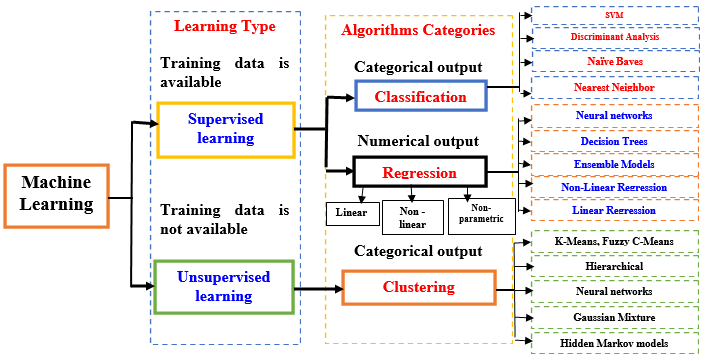 Learning Type
Algorithms Categories
Training data is
available
Supervised
learning
Machine
Learning
Training data is
not available
Unsupervised
learning
Categorical output
Classification
Numerical output
Regression
Linear
Non -
linear
Non-
parametric
Categorical output
Clustering
SVM
Discriminant Analysis
Naïve Baves
Nearest Neighbor
Neural networks
Decision Trees
Ensemble Models
Non-Linear Regression
Linear Regression
K-Means, Fuzzy C-Means
Hierarchical
Neural networks
Gaussian Mixture
Hidden Markov models